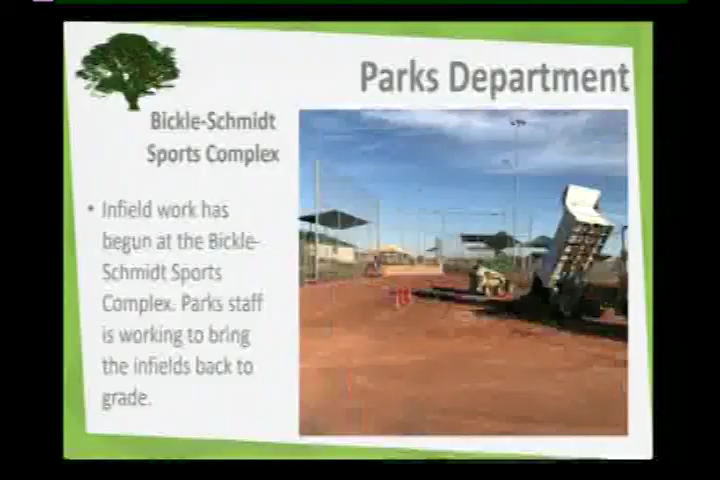 Parks Department
Bickle-Schmidt
Sports Complex
• Infield work has
begun at the Bickle-
Schmidt Sports
Complex. Parks staff
is working to bring
the infields back to
grade.